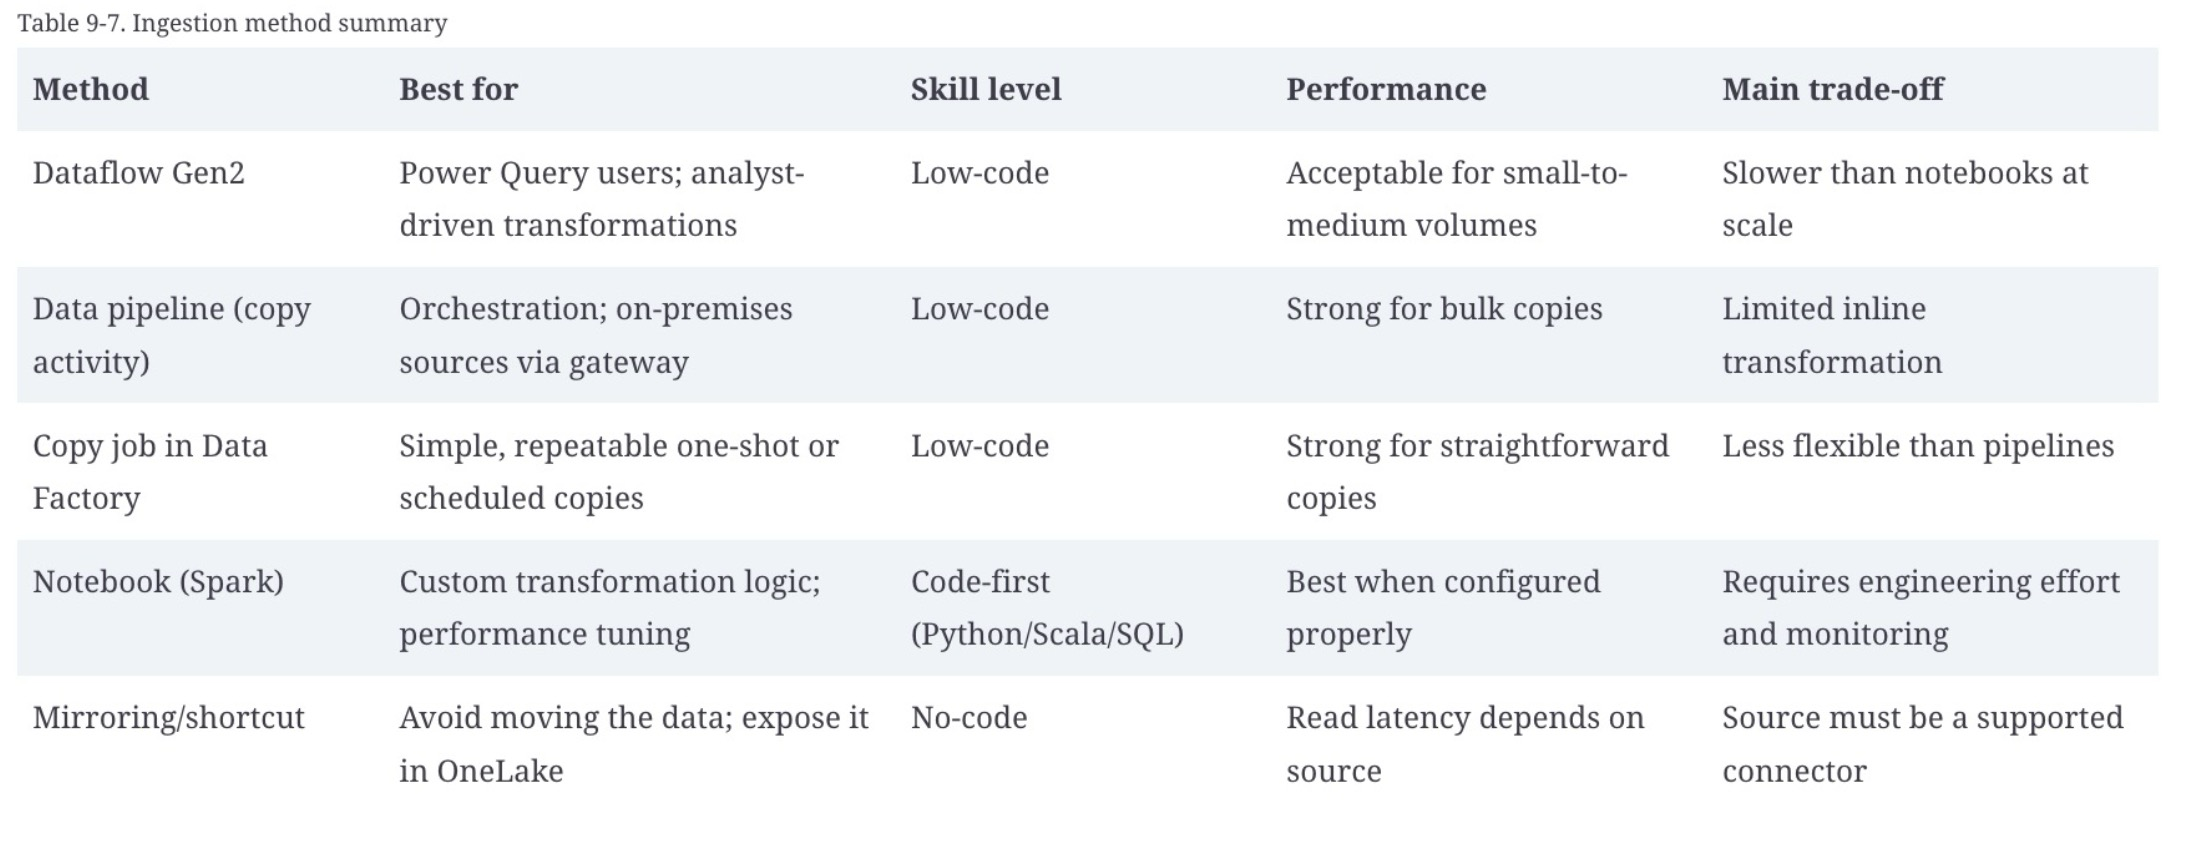 Table 9-7. Ingestion method summary
Method Best for Skill level Performance Main trade-off
Dataflow Gen2 Power Query users; analyst- Low-code Acceptable for small-to- Slower than notebooks at
driven transformations medium volumes scale
Data pipeline (copy Orchestration; on-premises Low-code Strong for bulk copies Limited inline
activity) sources via gateway transformation
Copy job in Data Simple, repeatable one-shot or Low-code Strong for straightforward Less flexible than pipelines
Factory scheduled copies copies
Notebook (Spark) Custom transformation logic; Code-first Best when configured Requires engineering effort
performance tuning (Python/Scala/SQL) properly and monitoring
Mirroring/shortcut Avoid moving the data; expose it No-code Read latency depends on Source must be a supported
in OneLake source connector